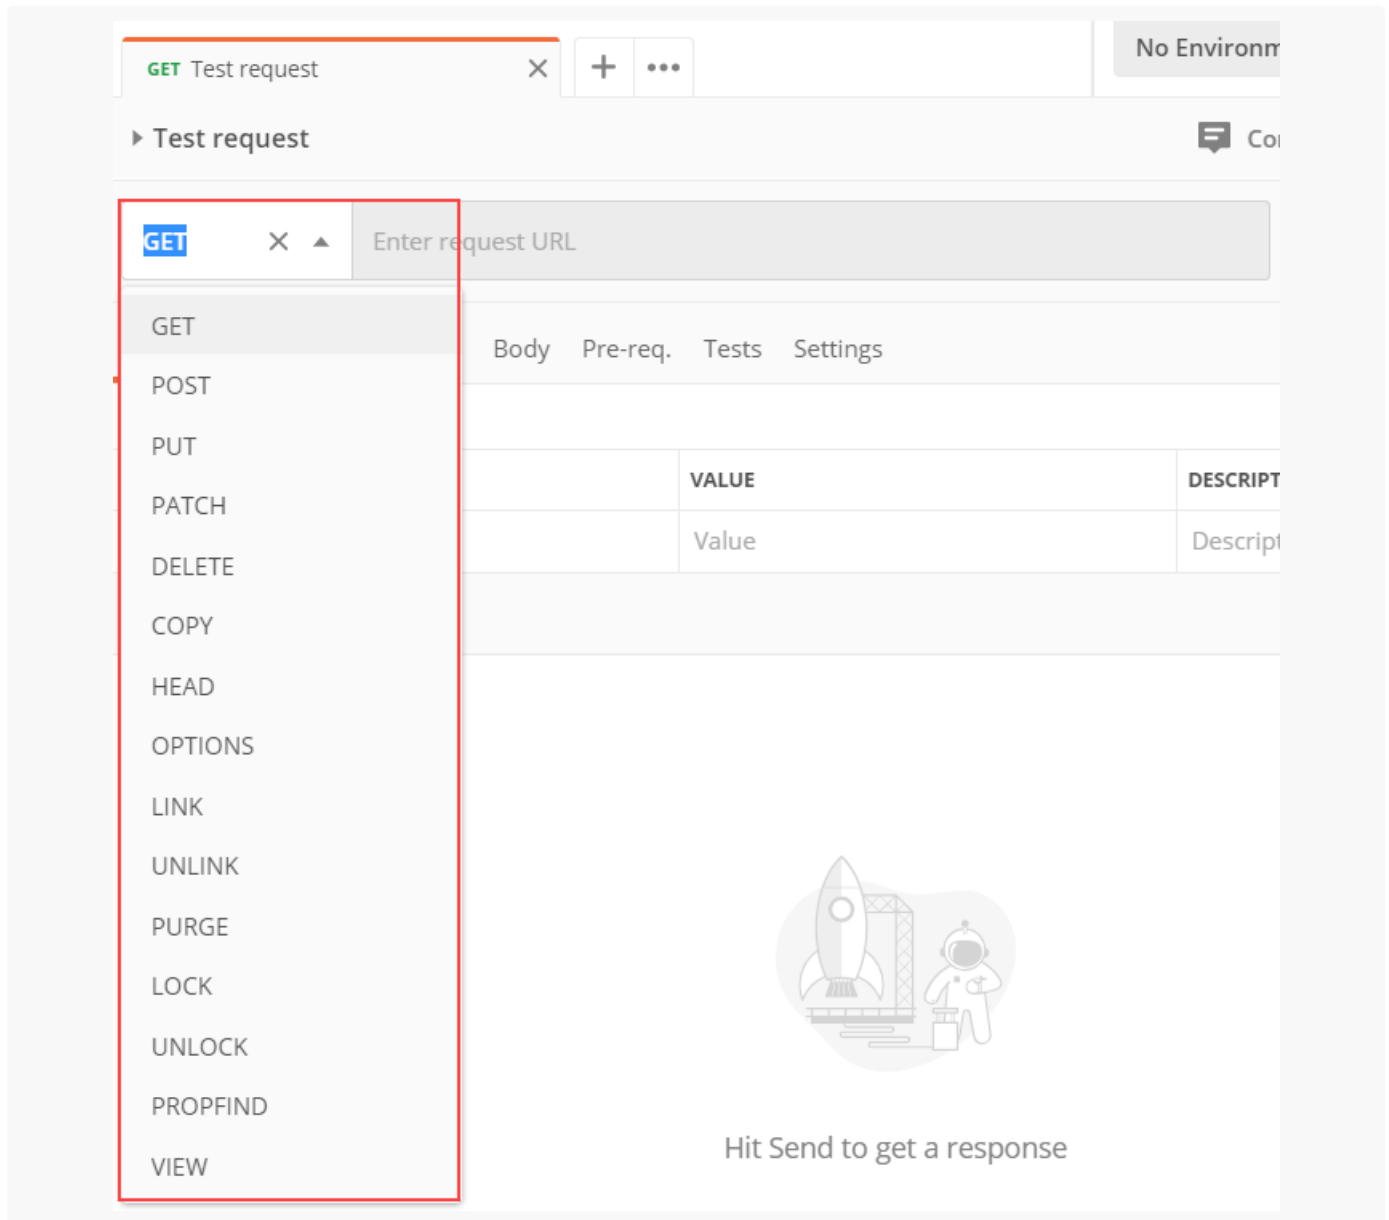 GET Test request
No Environm
Test request
Co
GET
Enter request URL
GET
Body Pre-req. Tests Settings
POST
PUT
VALUE DESCRIPT
PATCH
Value Descript
DELETE
COPY
HEAD
OPTIONS
LINK
UNLINK
PURGE
LOCK
UNLOCK
PROPFIND
Hit Send to get a response
VIEW